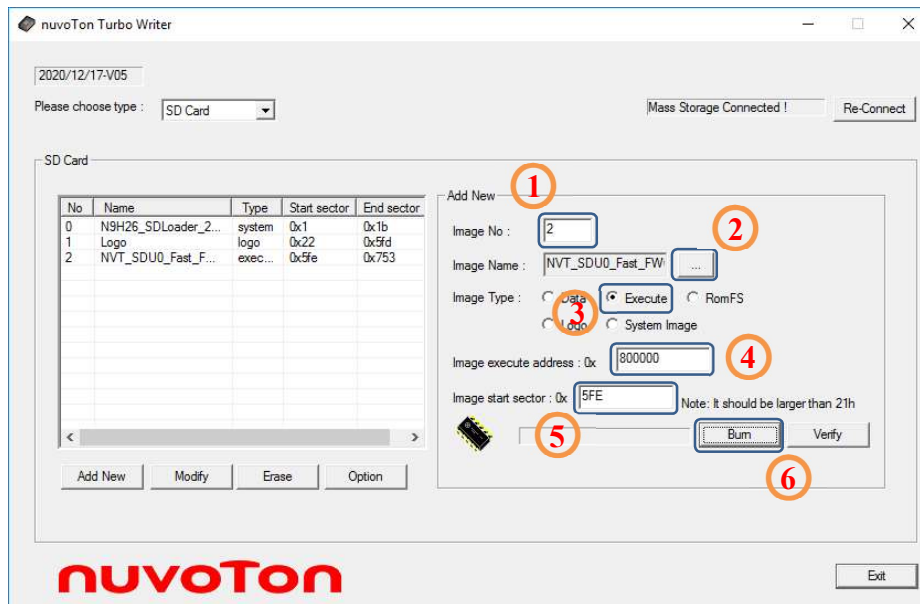 nuvoTon Turbo Writer
2020/12/17-V05
Please choose type : SD Card
Mass Storage Connected ! Re-Connect
SD Card
No Name Type Start sector End sector
0 N9H26_SDLoader_2... system 0x1 0x1b
1 Logo logo 0x22 0x5fd
2 NVT_SDU0_Fast_F... exec... 0x5fe 0x753
Add New Modify Erase Option
Add New 1
Image No : 2
2
Image Name : NVT_SDU0_Fast_FW ...
Image Type : Data Execute RomFS
3
Logo System Image
Image execute address : 0x 800000 4
Image start sector : 0x 5FE Note: It should be larger than 21h
5 Burn Verify
6
nuvoTon
Exit